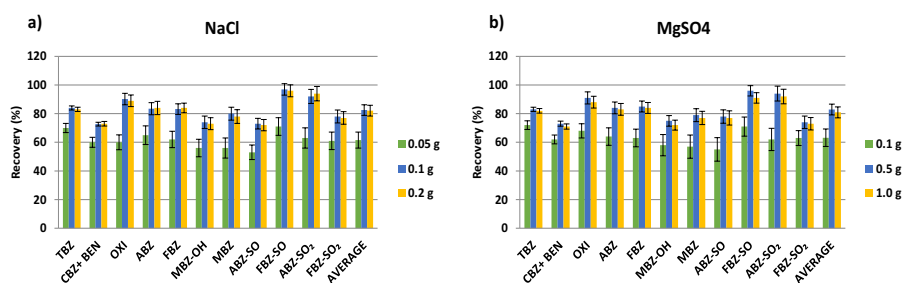 a)
NaCl
Recovery (%)
120
100
80
60
40
20
0
TBZ
CBZ+ BEN
OXI
ABZ
FBZ
MBZ-OH
MBZ
ABZ-SO
FBZ-SO
ABZ-SO₂
FBZ-SO₂
AVERAGE
0.05 g
0.1 g
0.2 g
b)
MgSO4
Recovery (%)
120
100
80
60
40
20
0
TBZ
CBZ+ BEN
OXI
ABZ
FBZ
MBZ-OH
MBZ
ABZ-SO
FBZ-SO
ABZ-SO₂
FBZ-SO₂
AVERAGE
0.1 g
0.5 g
1.0 g